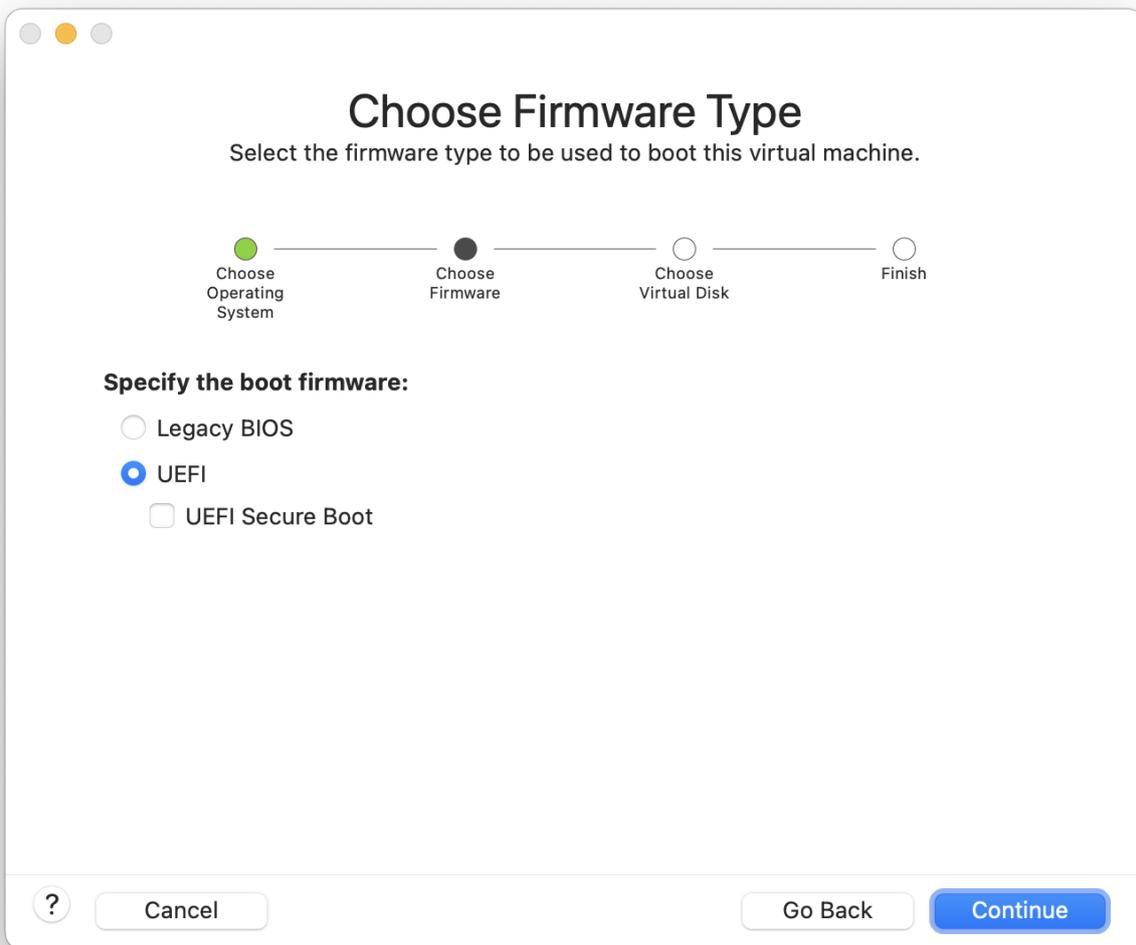 Choose Firmware Type
Select the firmware type to be used to boot this virtual machine.
Choose
Operating
System
Choose
Firmware
Choose
Virtual Disk
Finish
Specify the boot firmware:
Legacy BIOS
UEFI
UEFI Secure Boot
?
Cancel
Go Back
Continue